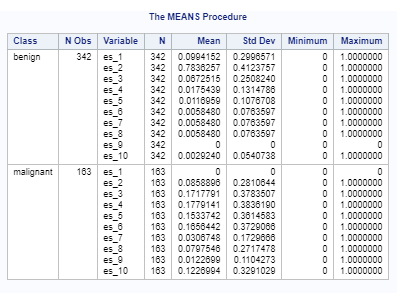 The MEANS Procedure
Class N Obs Variable N Mean Std Dev Minimum Maximum
benign 342 es_1 342 0.0994152 0.2996571 0 1.0000000
es_2 342 0.7836257 0.4123757 0 1.0000000
es_3 342 0.0672515 0.2508240 0 1.0000000
es_4 342 0.0175439 0.1314786 0 1.0000000
es_5 342 0.0116959 0.1076708 0 1.0000000
es_6 342 0.0058480 0.0763597 0 1.0000000
es_7 342 0.0058480 0.0763597 0 1.0000000
es_8 342 0.0058480 0.0763597 0 1.0000000
es_9 342 0 0 0 0
es_10 342 0.0029240 0.0540738 0 1.0000000
malignant 163 es_1 163 0 0 0 0
es_2 163 0.0858896 0.2810644 0 1.0000000
es_3 163 0.1717791 0.3783507 0 1.0000000
es_4 163 0.1779141 0.3836190 0 1.0000000
es_5 163 0.1533742 0.3614583 0 1.0000000
es_6 163 0.1656442 0.3729066 0 1.0000000
es_7 163 0.0306748 0.1729666 0 1.0000000
es_8 163 0.0797546 0.2717478 0 1.0000000
es_9 163 0.0122699 0.1104273 0 1.0000000
es_10 163 0.1226994 0.3291029 0 1.0000000